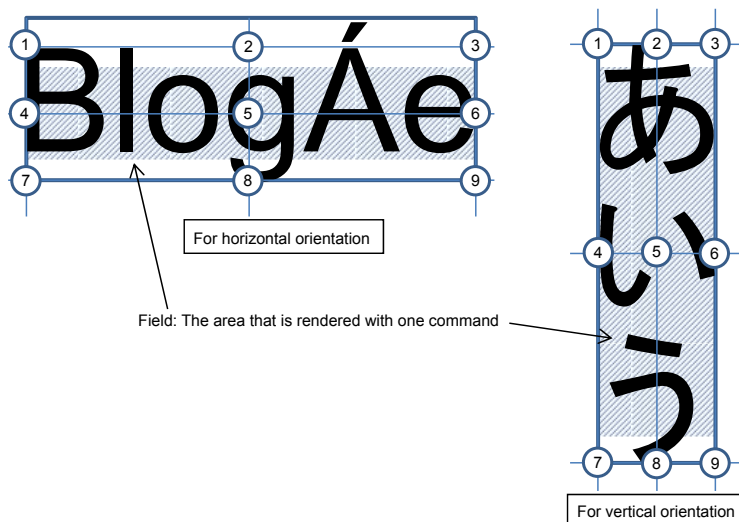 1 2 3
BlogÁe
4 5 6
7 8 9
For horizontal orientation
Field: The area that is rendered with one command
1 2 3
あ
い
4 5 6
う
7 8 9
For vertical orientation